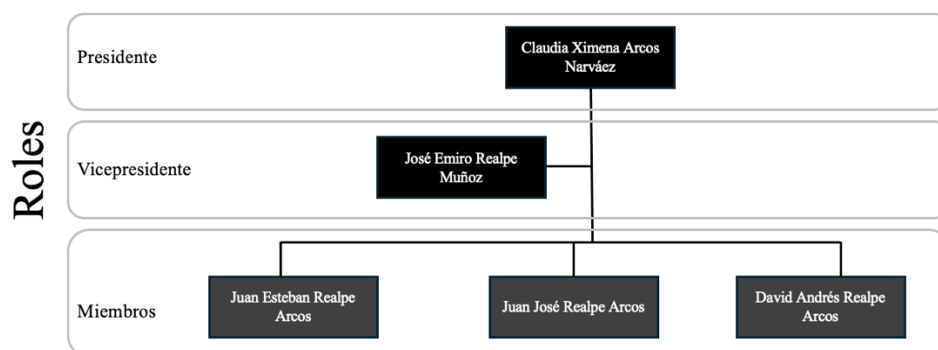 Roles
Presidente
Claudia Ximena Arcos
Narváez
Vicepresidente
José Emiro Realpe
Muñoz
Miembros
Juan Esteban Realpe
Arcos
Juan José Realpe Arcos
David Andrés Realpe
Arcos